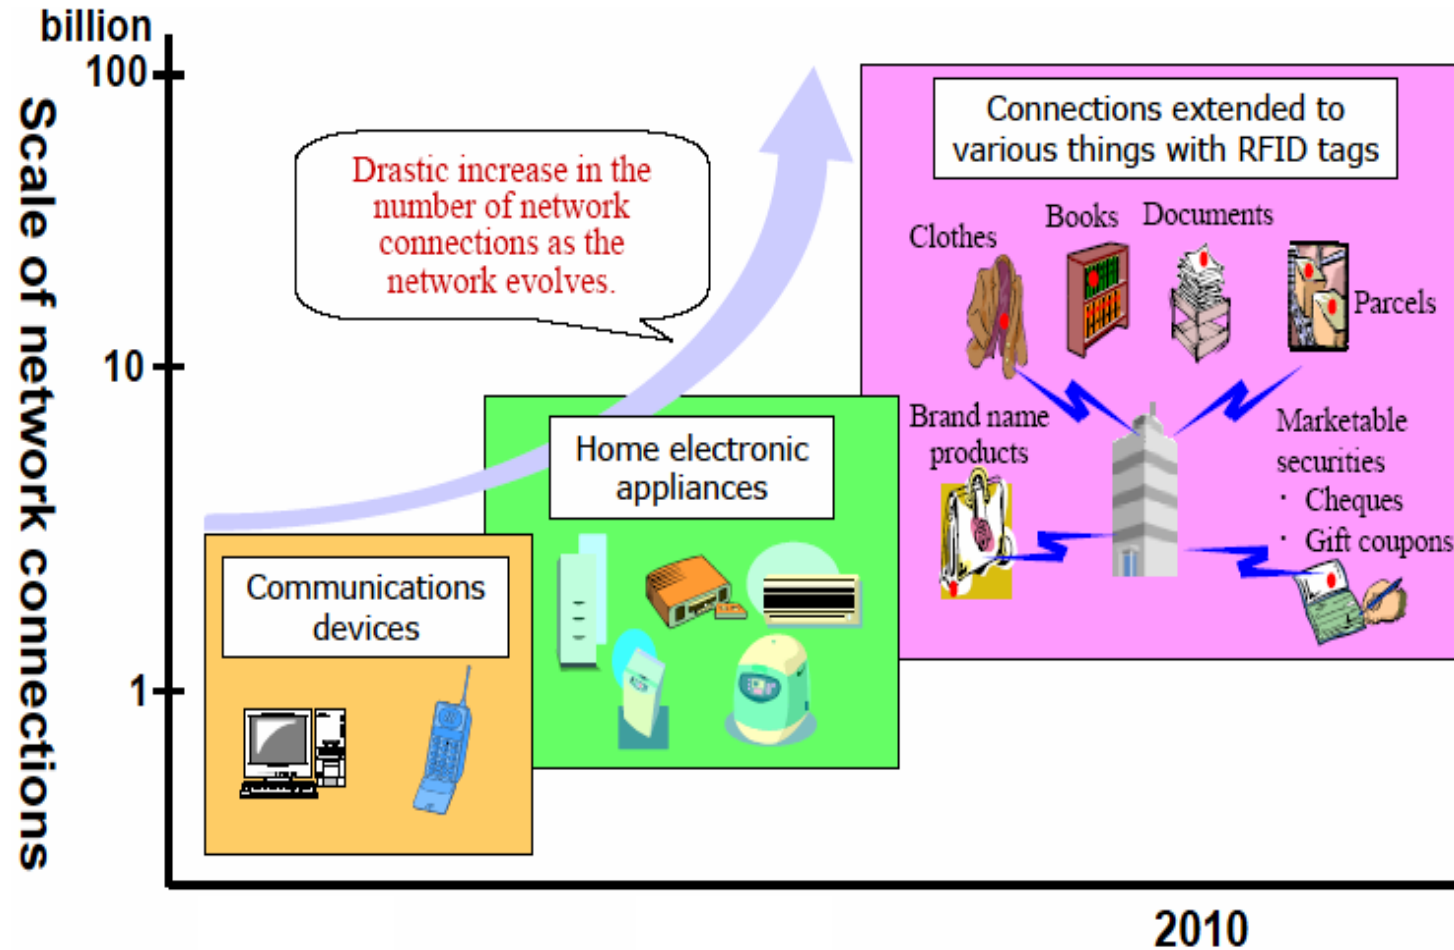 billion
100
10
1
Scale of network connections
Drastic increase in the
number of network
connections as the
network evolves.
Communications
devices
Home electronic
appliances
Connections extended to
various things with RFID tags
Clothes
Books
Documents
Parcels
Brand name
products
Marketable
securities
· Cheques
· Gift coupons
2010